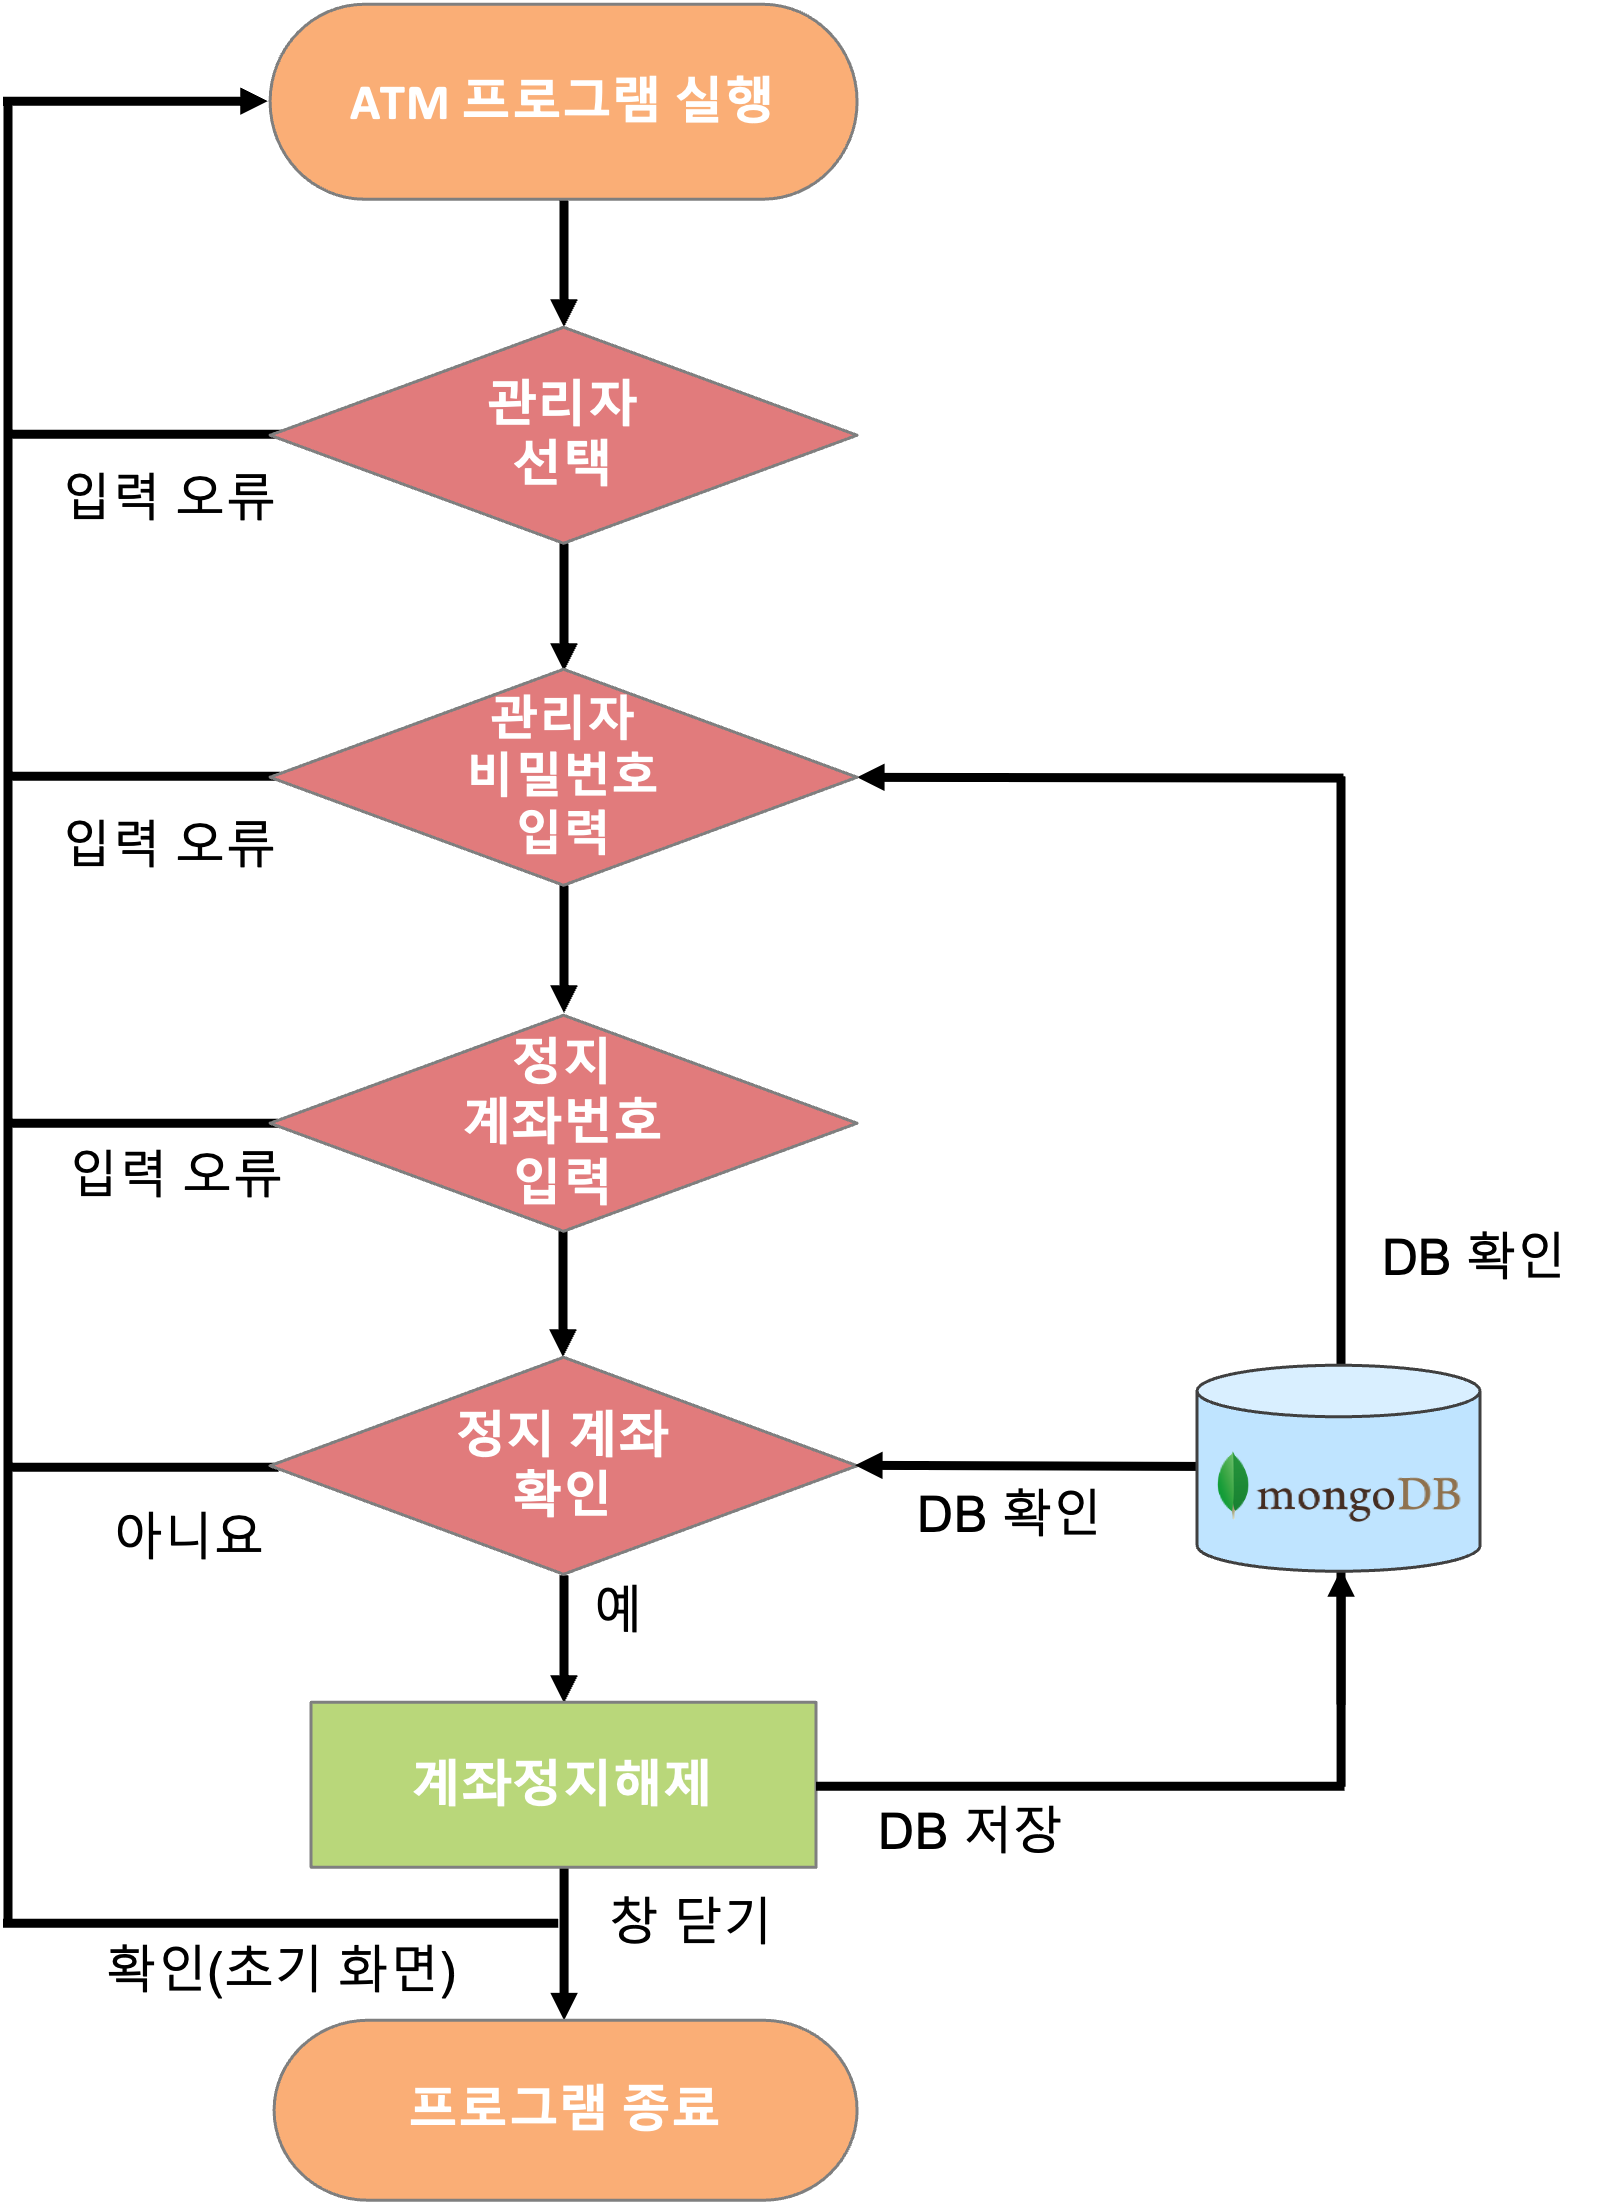 ATM 프로그램 실행
관리자
선택
입력 오류
관리자
비밀번호
입력
입력 오류
정지
계좌번호
입력
입력 오류
DB 확인
정지 계좌
확인
mongoDB
DB 확인
아니요
예
계좌정지해제
DB 저장
창 닫기
확인(초기 화면)
프로그램 종료